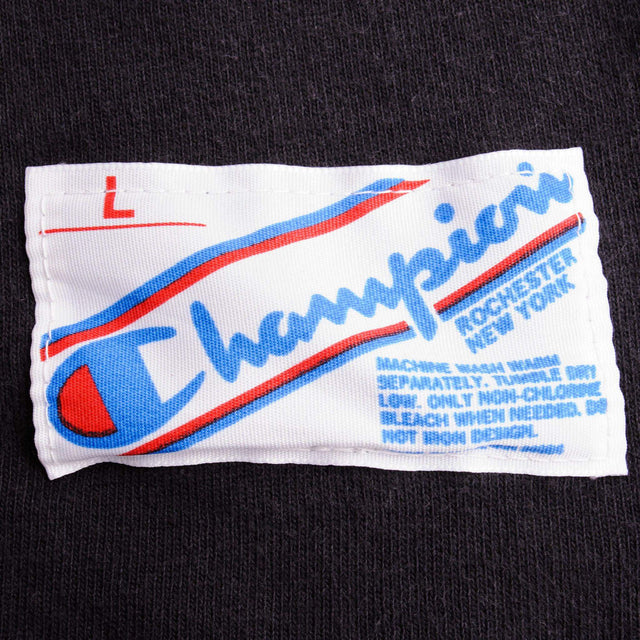 L
Champion
ROCHESTER
NEW YORK
MACHINE WASH WARM
SEPARATELY. TUMBLE DRY
LOW. ONLY NON-CHLORINE
BLEACH WHEN NEEDED. DO
NOT IRON DESIGN.